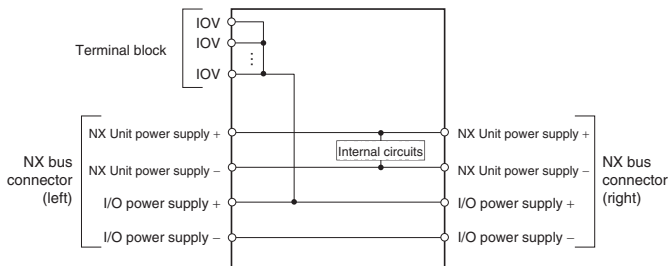 IOV
IOV
⋮
IOV
Terminal block
NX Unit power supply +
NX Unit power supply −
I/O power supply +
I/O power supply −
NX bus
connector
(left)
Internal circuits
NX Unit power supply +
NX Unit power supply −
I/O power supply +
I/O power supply −
NX bus
connector
(right)